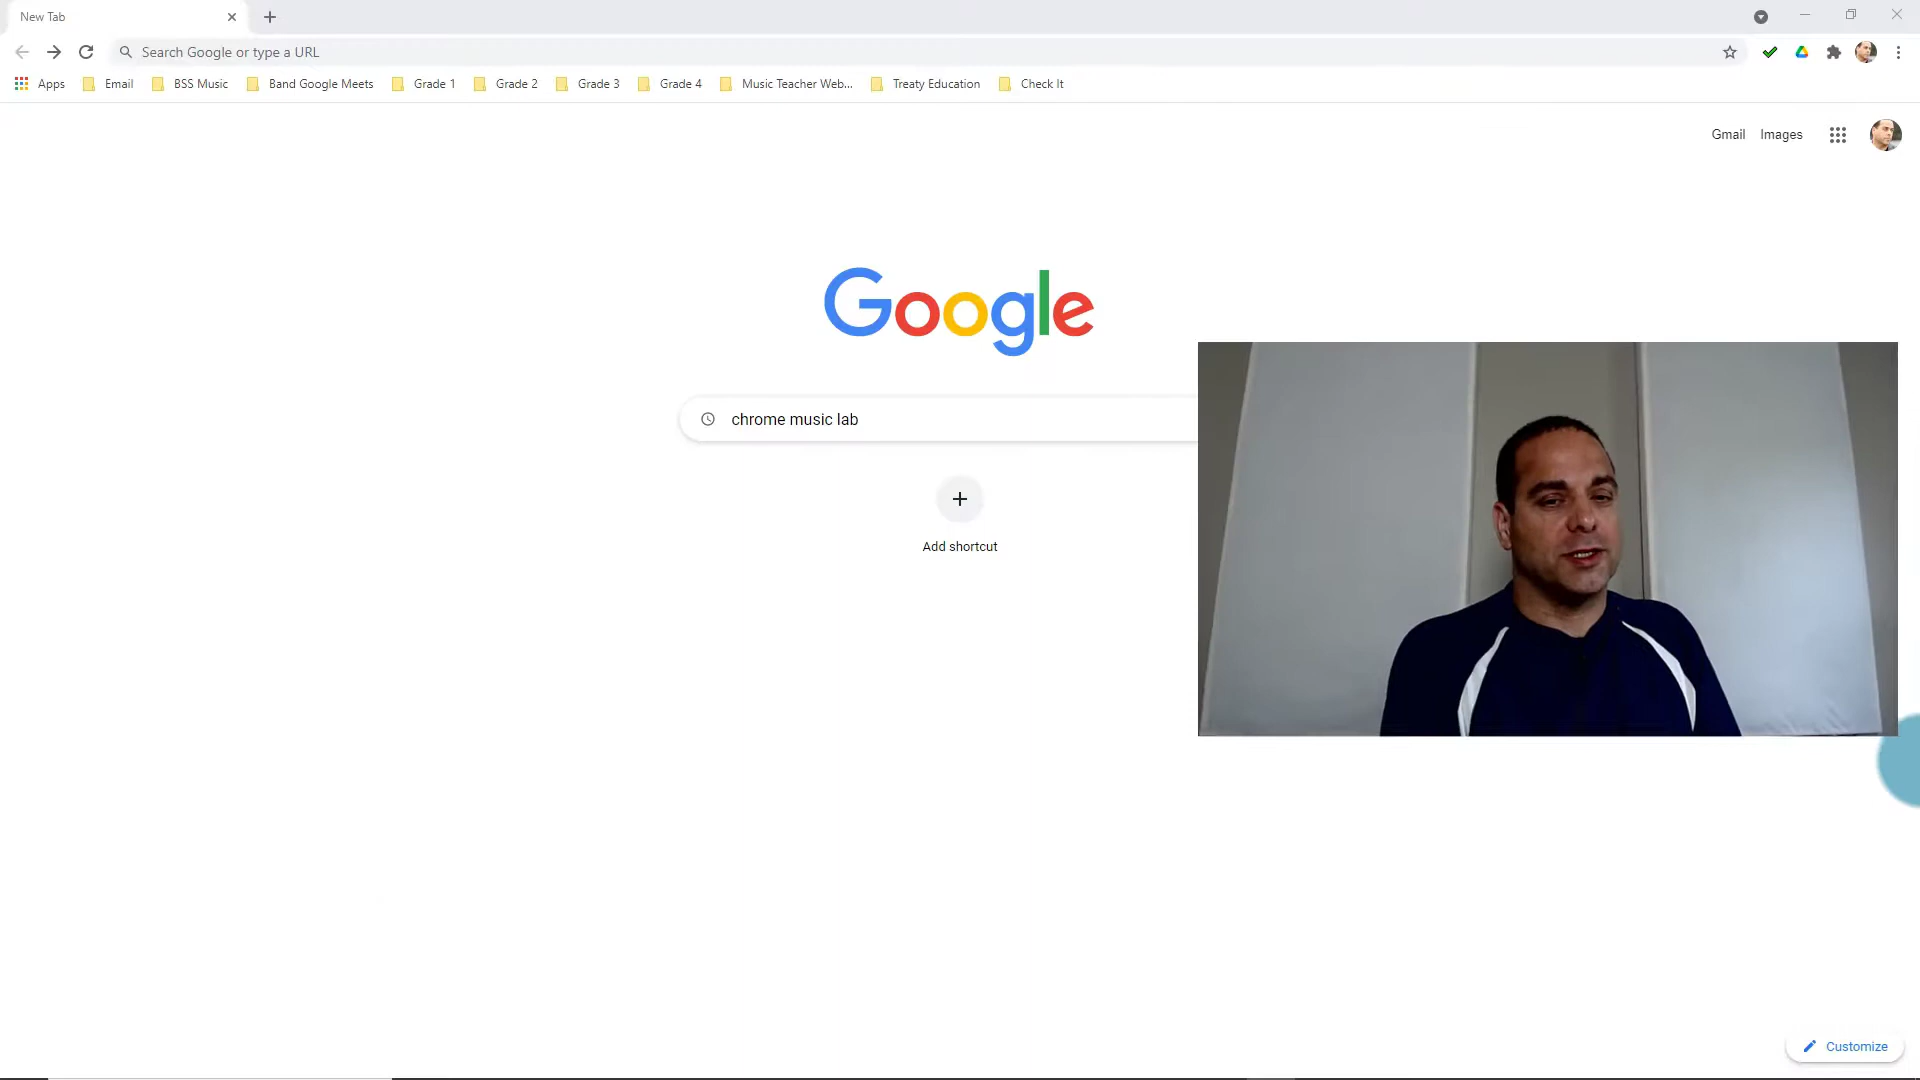 New Tab
Search Google or type a URL
Apps Email BSS Music Band Google Meets Grade 1 Grade 2 Grade 3 Grade 4 Music Teacher Web... Treaty Education Check It
Gmail Images
Google
chrome music lab
Add shortcut
Customize